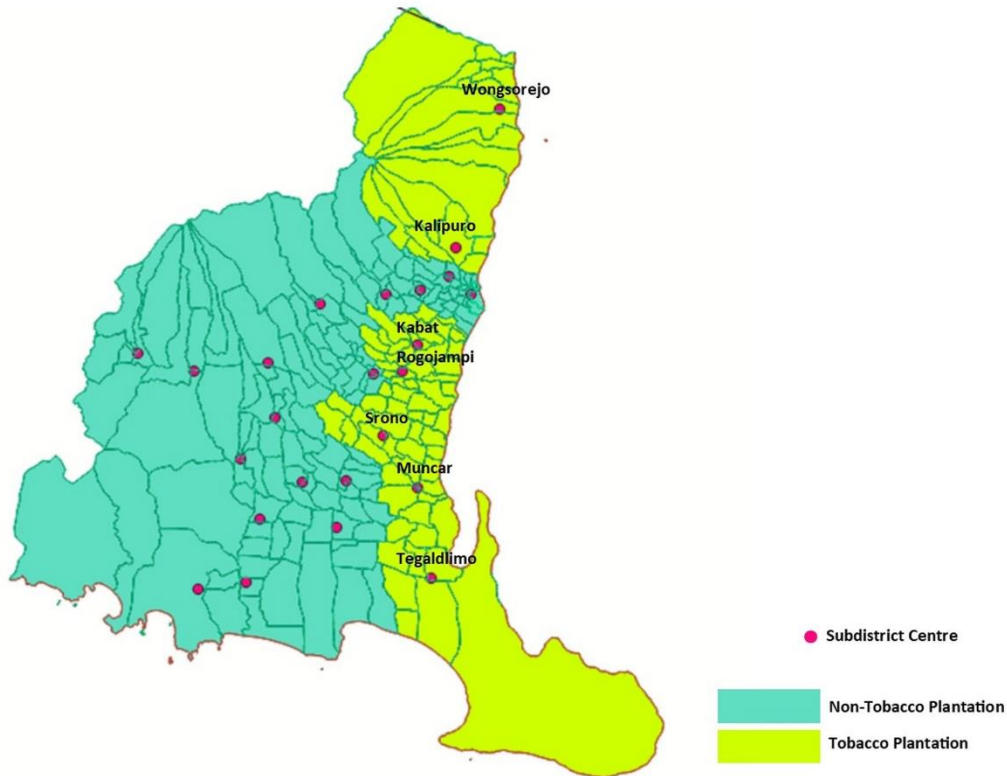 Wongsorejo
Kalipuro
Kabat
Rogojampi
Srono
Muncar
Tegaldlimo
Subdistrict Centre
Non-Tobacco Plantation
Tobacco Plantation